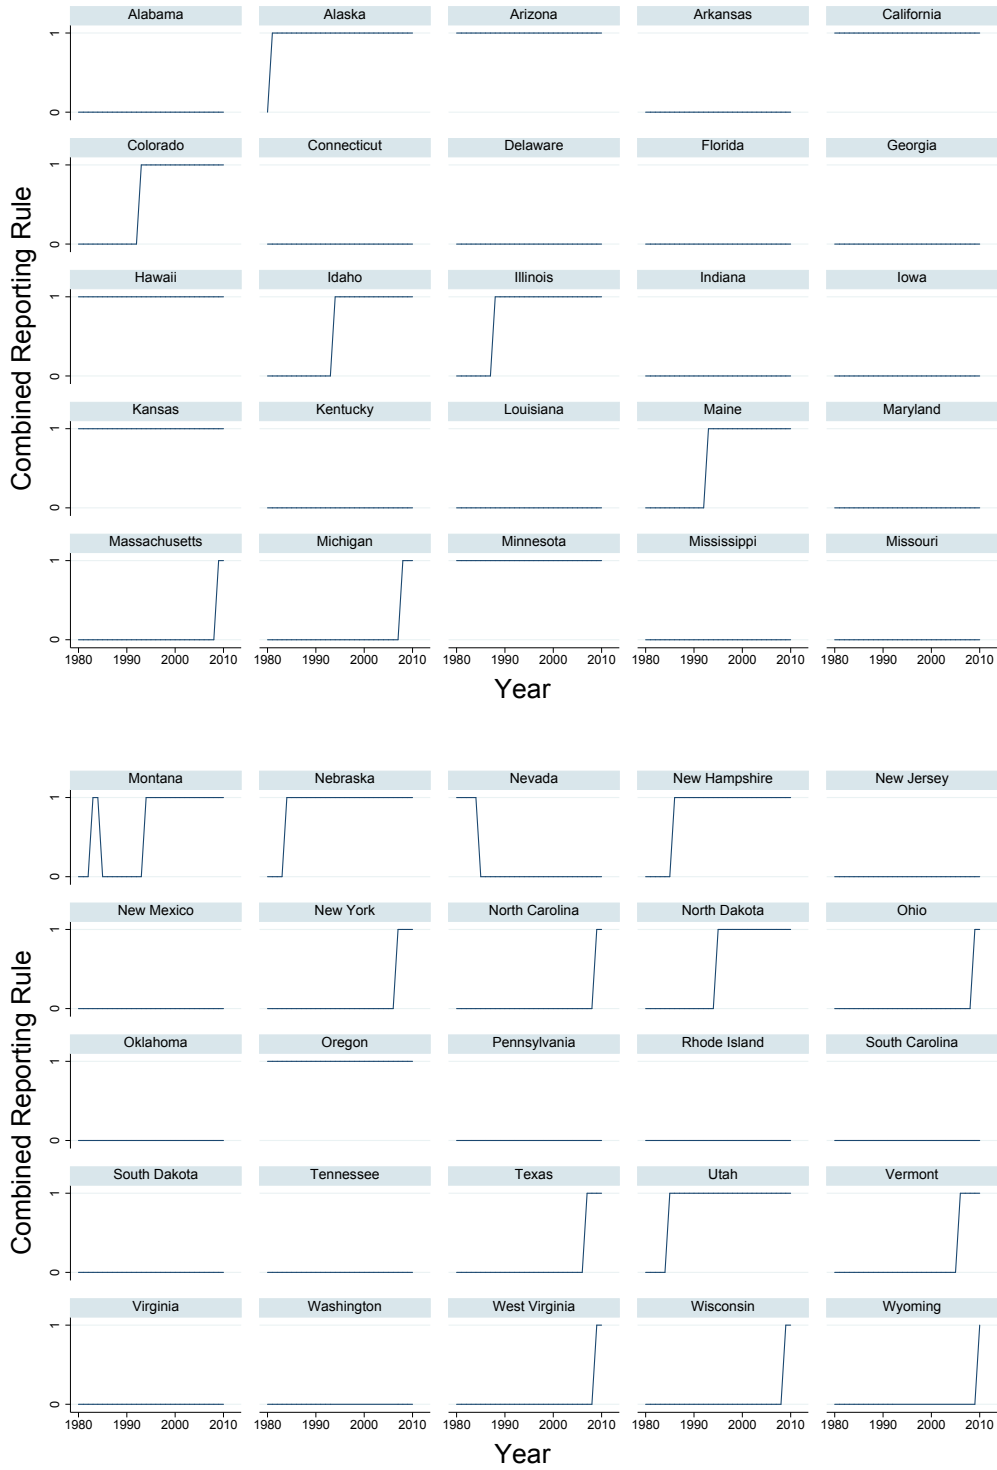 Alabama Alaska Arizona Arkansas California
1
0
Colorado Connecticut Delaware Florida Georgia
1
0
Hawaii Idaho Illinois Indiana Iowa
1
0
Kansas Kentucky Louisiana Maine Maryland
1
0
Massachusetts Michigan Minnesota Mississippi Missouri
1
0
Combined Reporting Rule
1980 1990 2000 2010 1980 1990 2000 2010 1980 1990 2000 2010 1980 1990 2000 2010 1980 1990 2000 2010
Year
Montana Nebraska Nevada New Hampshire New Jersey
1
0
New Mexico New York North Carolina North Dakota Ohio
1
0
Oklahoma Oregon Pennsylvania Rhode Island South Carolina
1
0
South Dakota Tennessee Texas Utah Vermont
1
0
Virginia Washington West Virginia Wisconsin Wyoming
1
0
Combined Reporting Rule
1980 1990 2000 2010 1980 1990 2000 2010 1980 1990 2000 2010 1980 1990 2000 2010 1980 1990 2000 2010
Year